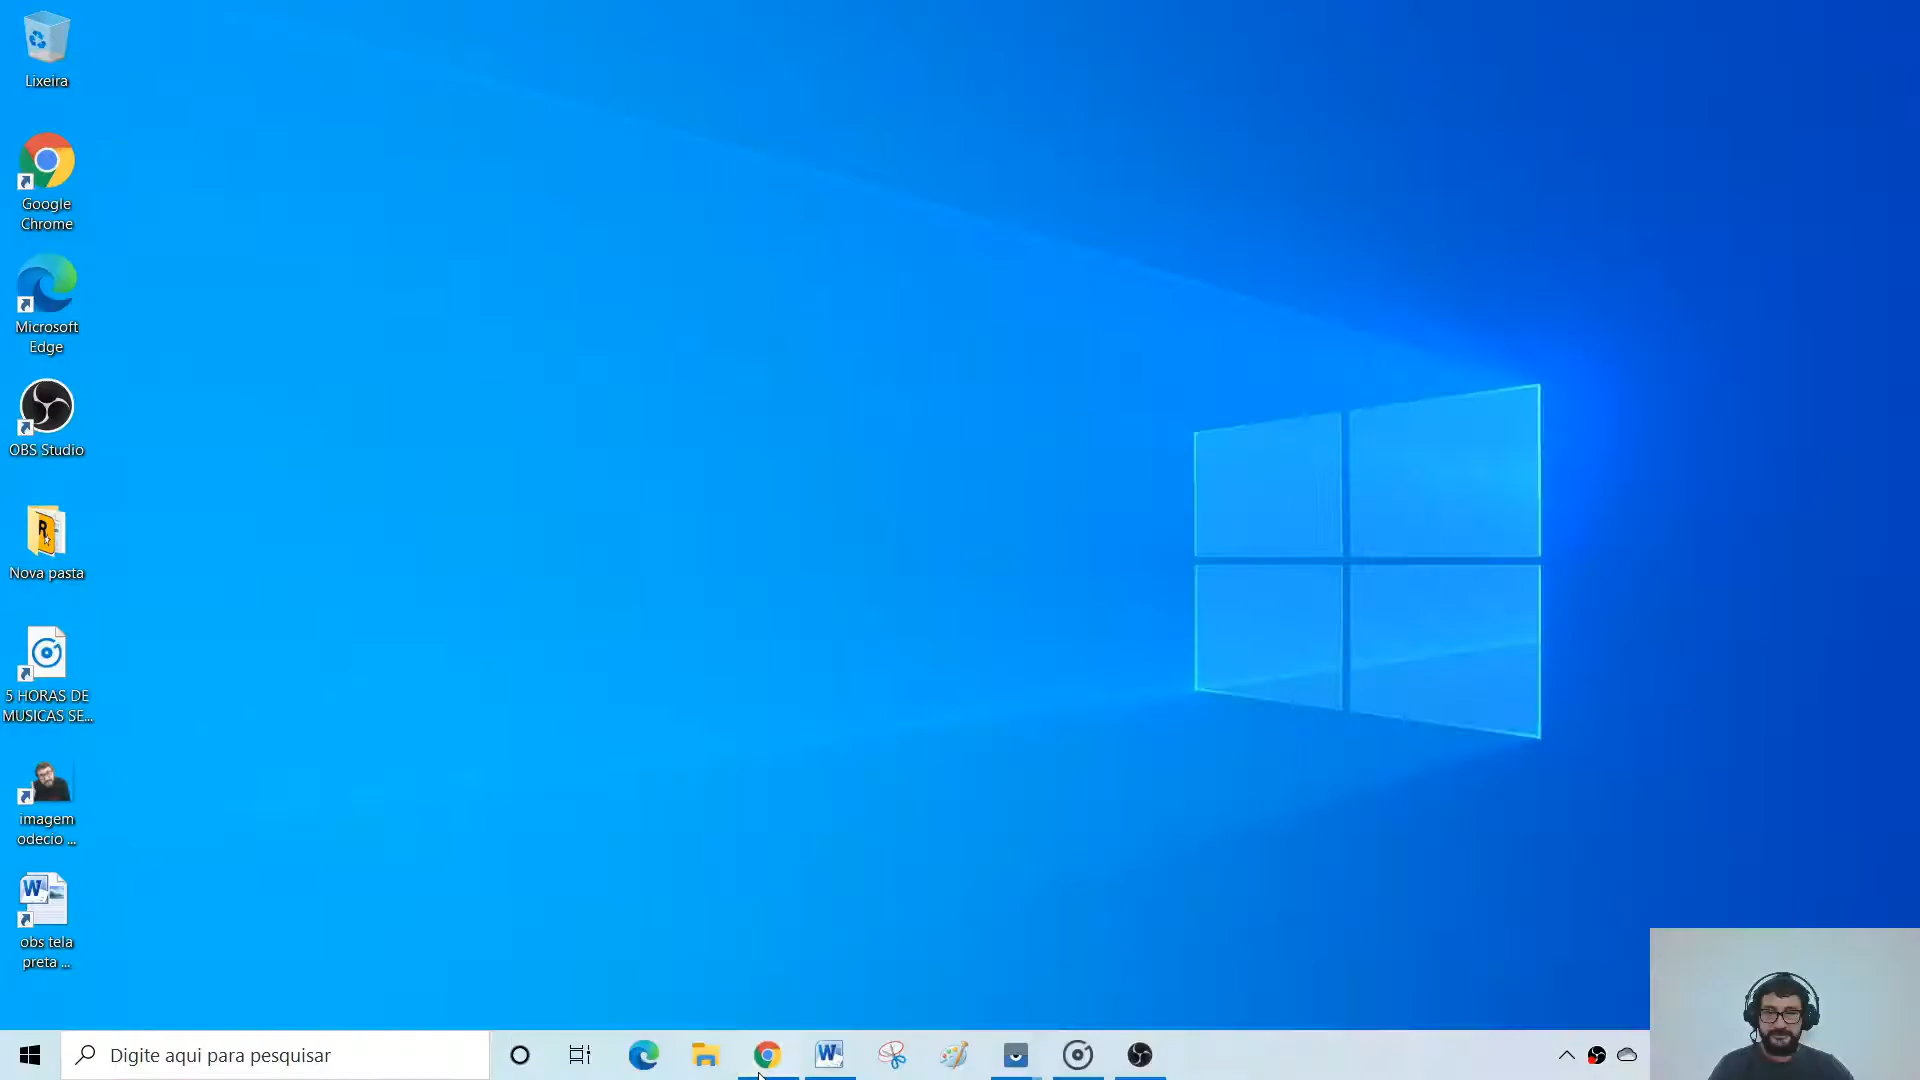 Lixeira
Google
Chrome
Microsoft
Edge
OBS Studio
Nova pasta
5 HORAS DE
MUSICAS SE...
imagem
odecio ...
obs tela
preta ...
Digite aqui para pesquisar